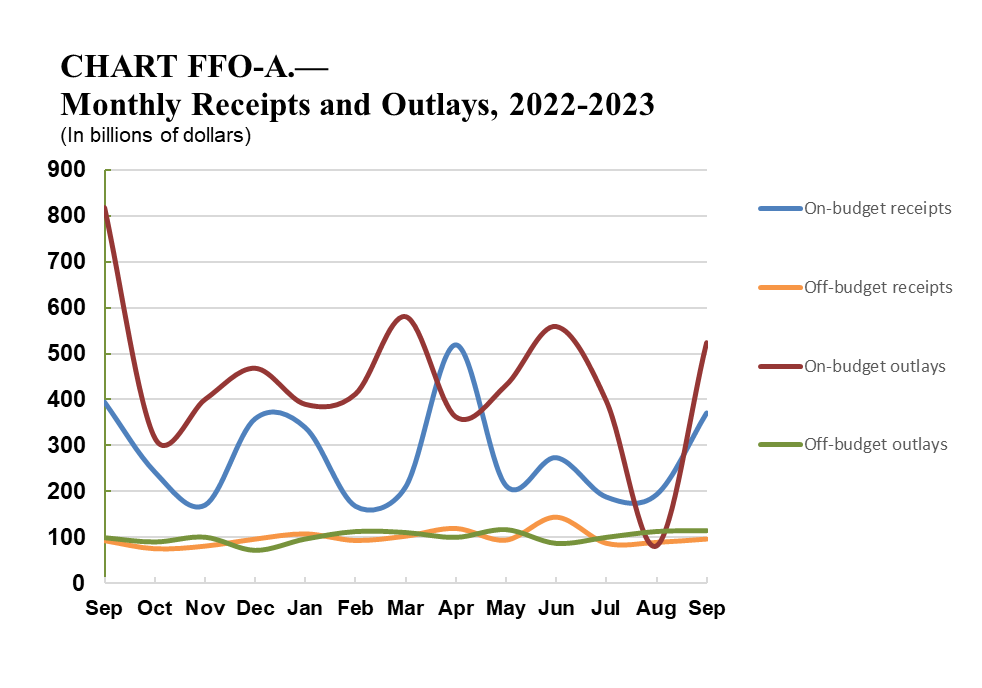 CHART FFO-A.—
Monthly Receipts and Outlays, 2022-2023
(In billions of dollars)
900
800
700
600
500
400
300
200
100
0
Sep Oct Nov Dec Jan Feb Mar Apr May Jun Jul Aug Sep
On-budget receipts
Off-budget receipts
On-budget outlays
Off-budget outlays